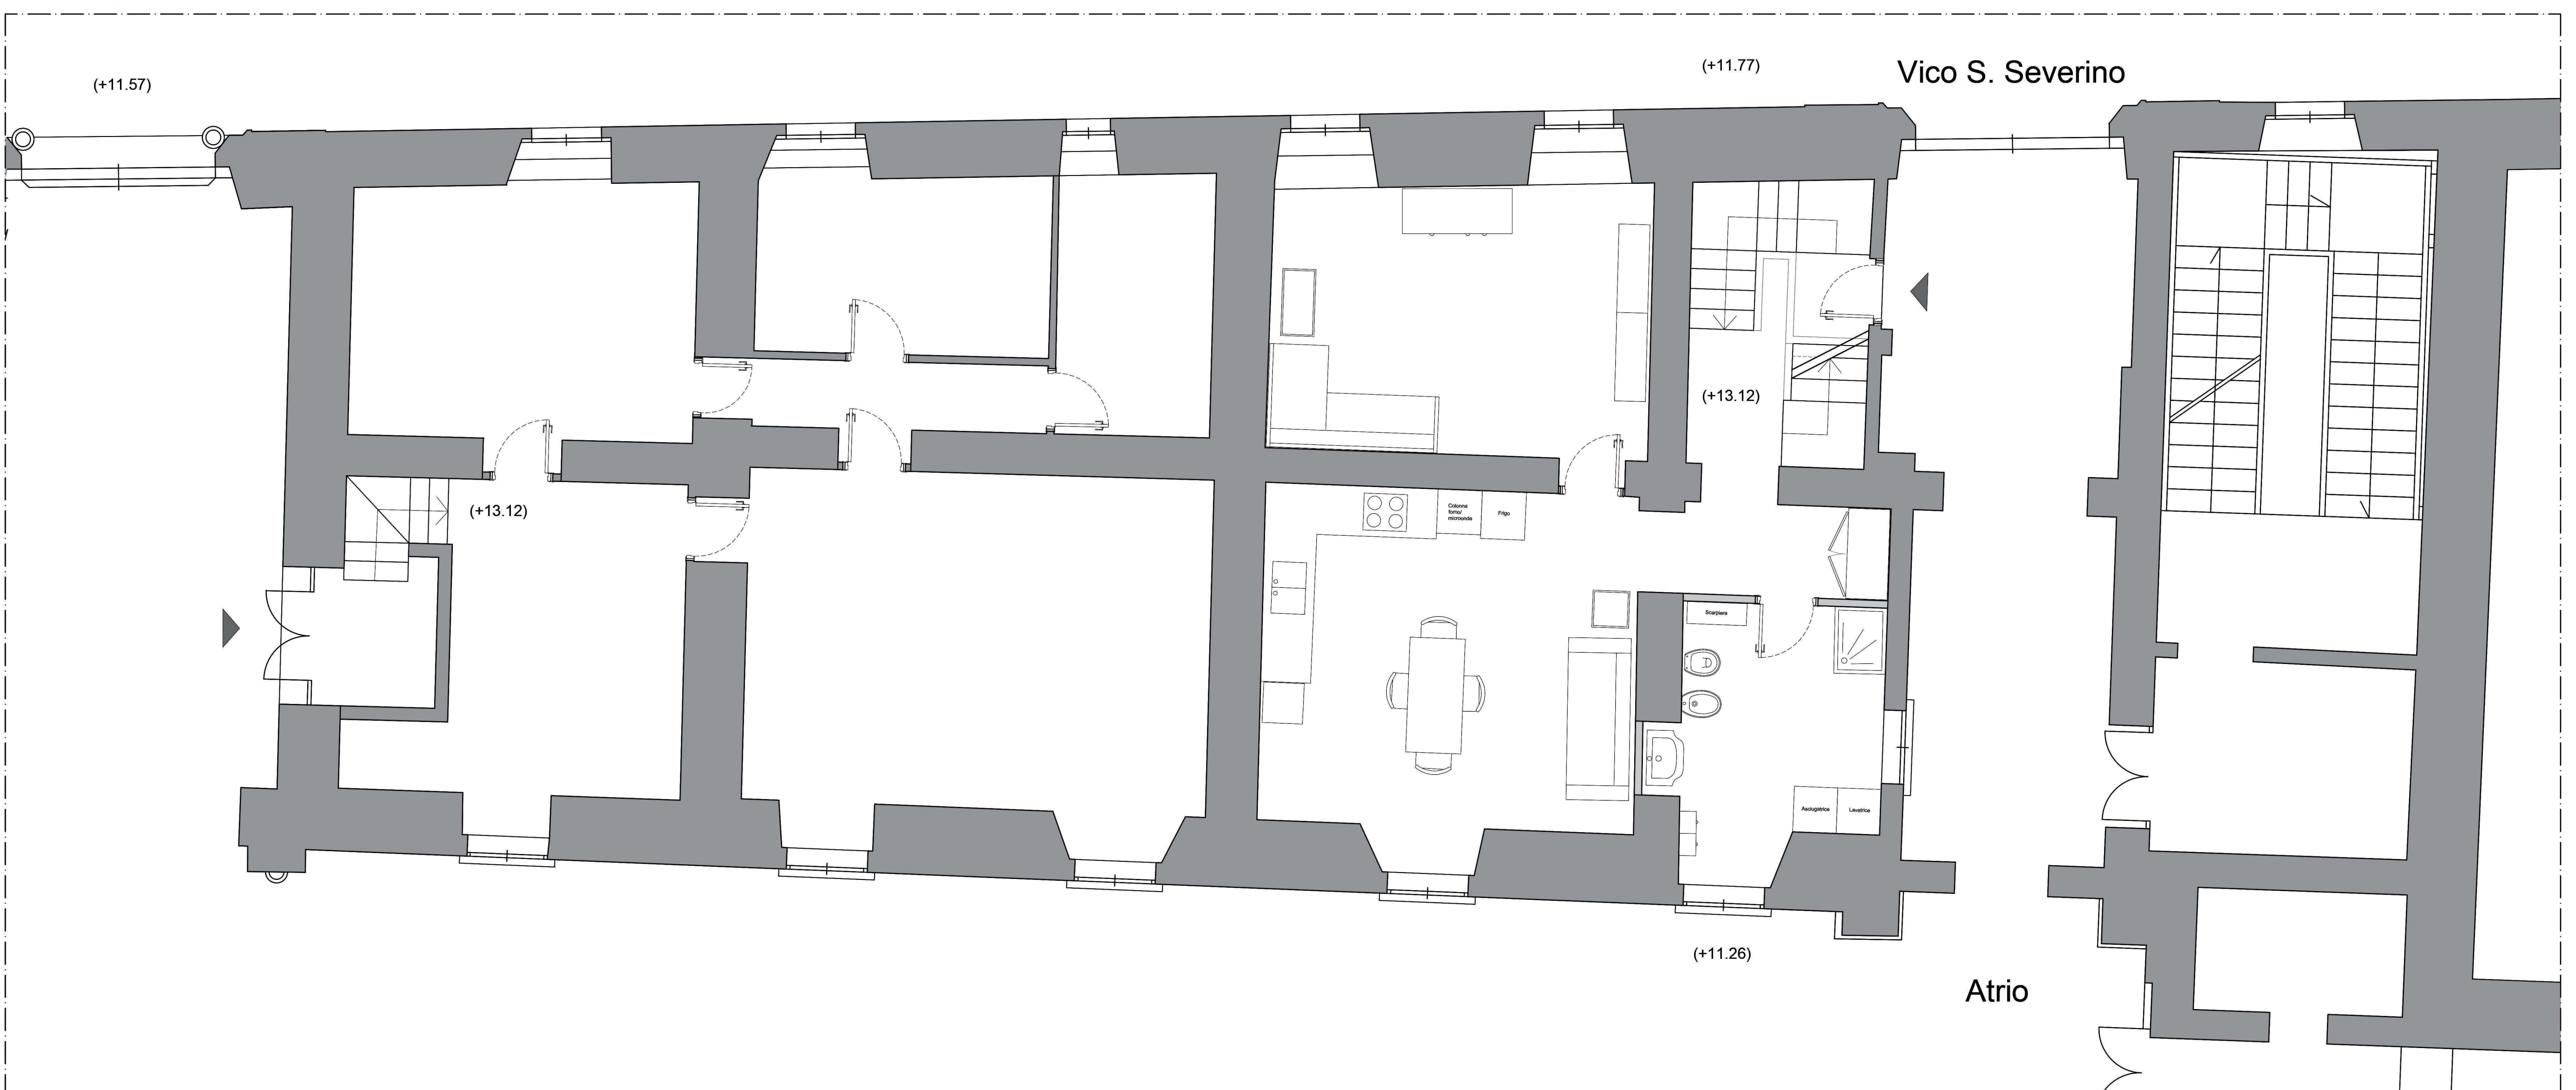 (+11.77)
Vico S. Severino
(+11.57)
(+13.12)
(+13.12)
Colonna
forno/
microonde
Frigo
Scarpiera
Asciugatrice
Lavatrice
(+11.26)
Atrio